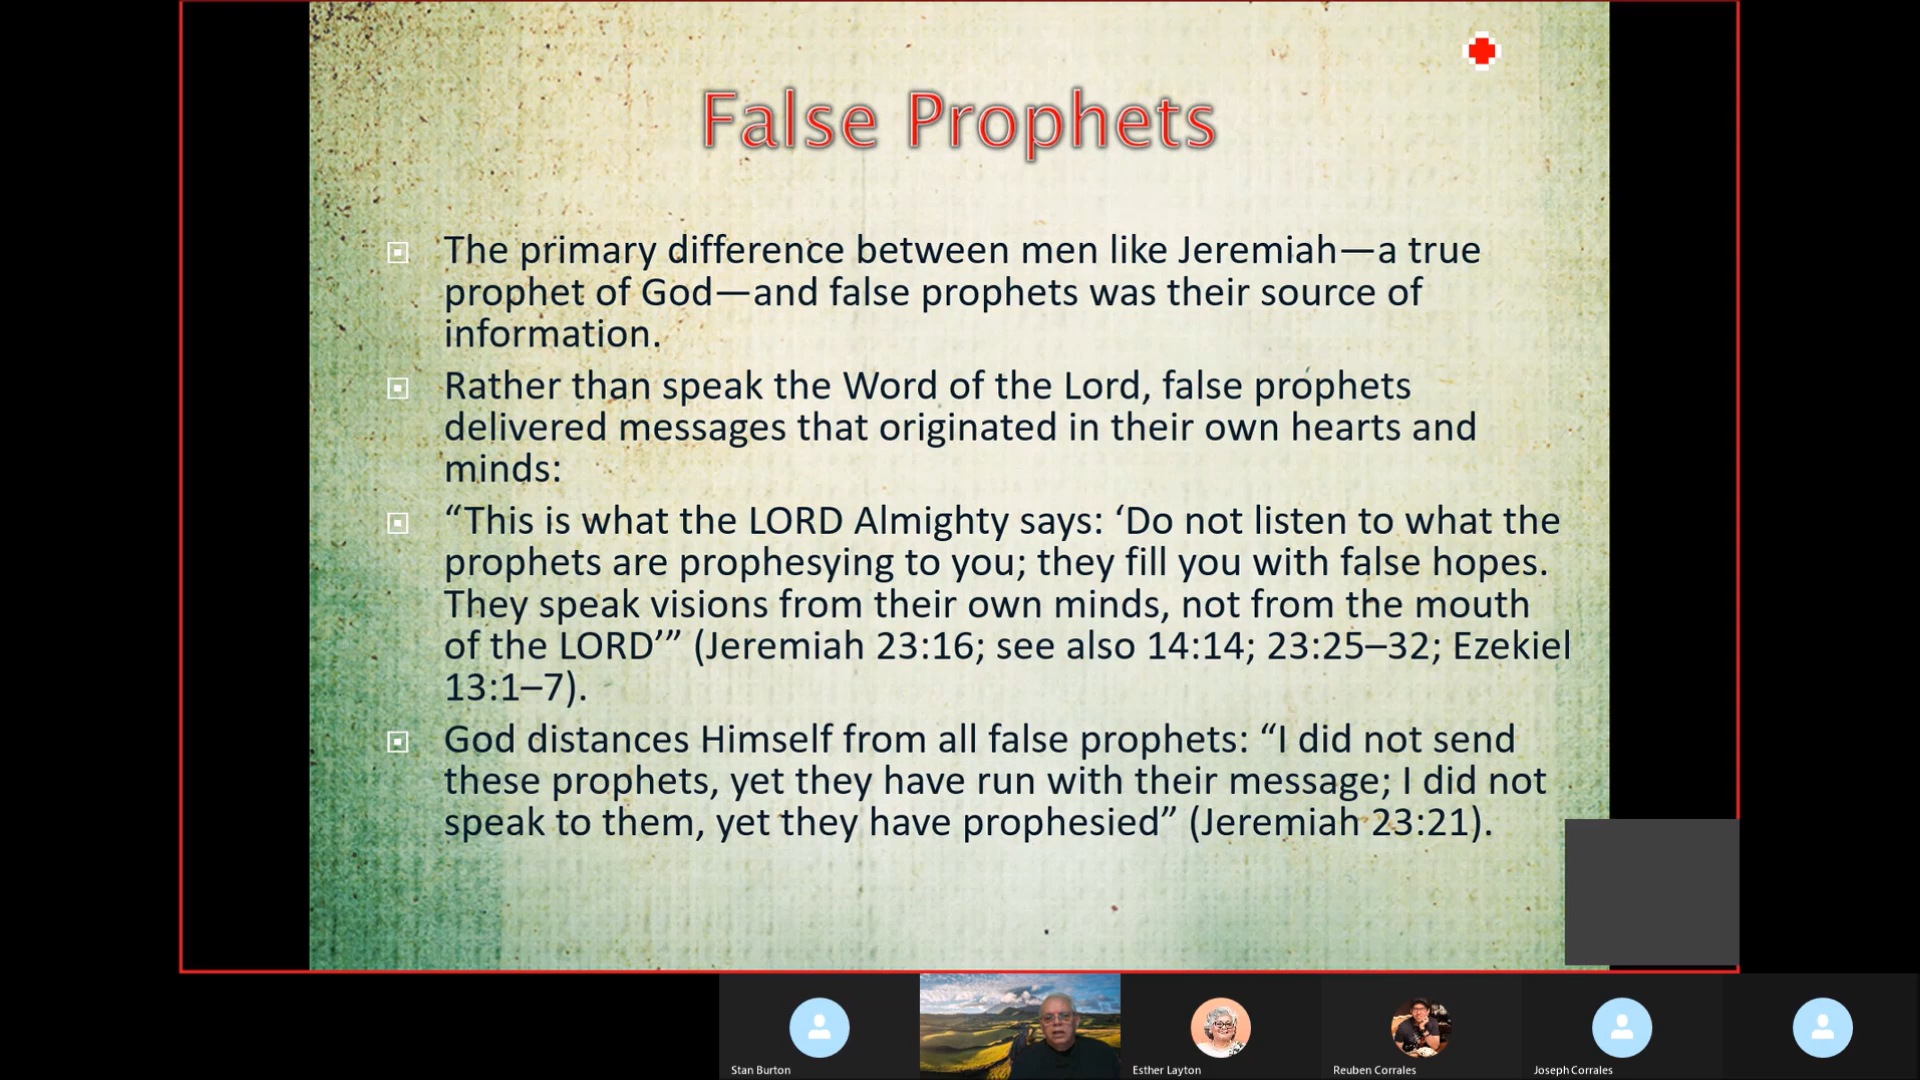 False Prophets
The primary difference between men like Jeremiah—a true
prophet of God—and false prophets was their source of
information.
Rather than speak the Word of the Lord, false prophets
delivered messages that originated in their own hearts and
minds:
“This is what the LORD Almighty says: ‘Do not listen to what the
prophets are prophesying to you; they fill you with false hopes.
They speak visions from their own minds, not from the mouth
of the LORD’” (Jeremiah 23:16; see also 14:14; 23:25–32; Ezekiel
13:1–7).
God distances Himself from all false prophets: “I did not send
these prophets, yet they have run with their message; I did not
speak to them, yet they have prophesied” (Jeremiah 23:21).
Stan Burton
Esther Layton
Reuben Corrales
Joseph Corrales